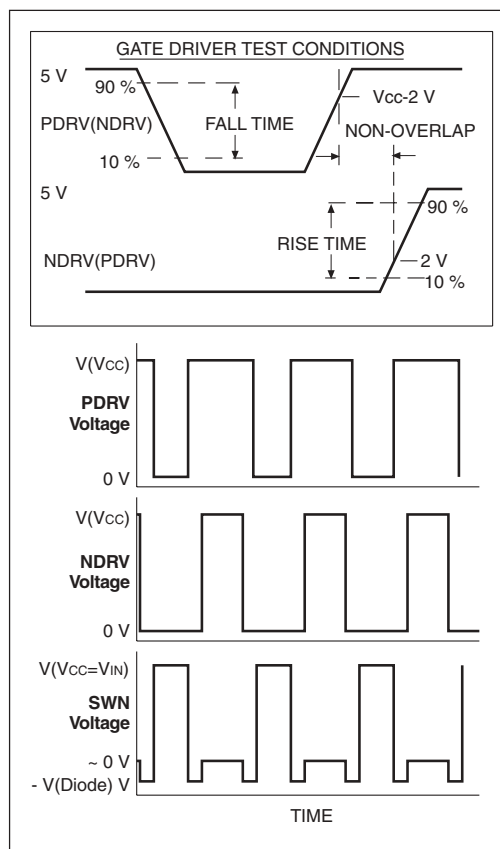 GATE DRIVER TEST CONDITIONS
5 V
90 %
Vcc-2 V
PDRV(NDRV)
FALL TIME
NON-OVERLAP
10 %
5 V
90 %
RISE TIME
NDRV(PDRV)
2 V
10 %
V(Vcc)
PDRV
Voltage
0 V
V(Vcc)
NDRV
Voltage
0 V
V(Vcc=VIN)
SWN
Voltage
~ 0 V
- V(Diode) V
TIME